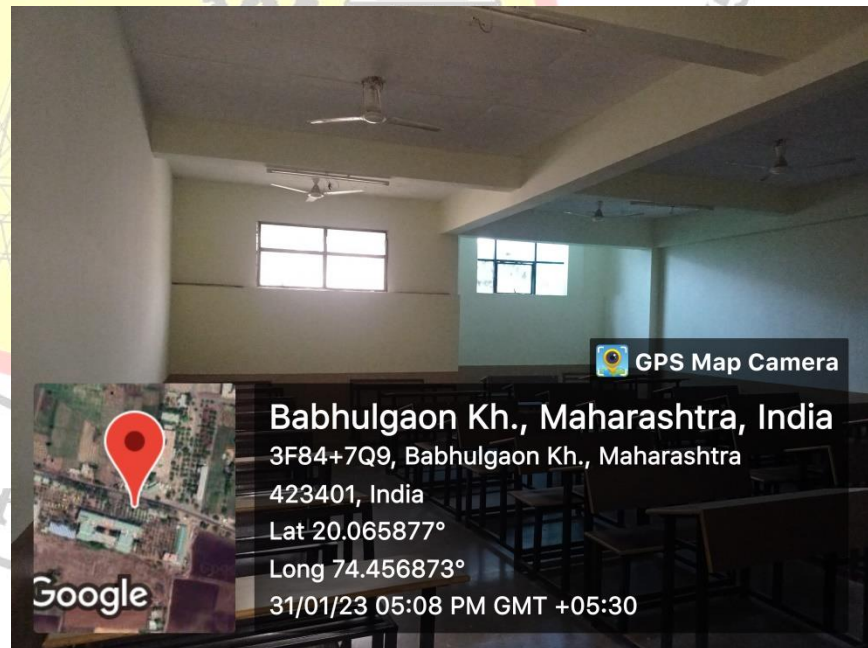 GPS Map Camera
Babhulgaon Kh., Maharashtra, India
3F84+7Q9, Babhulgaon Kh., Maharashtra
423401, India
Lat 20.065877°
Long 74.456873°
31/01/23 05:08 PM GMT +05:30
Google